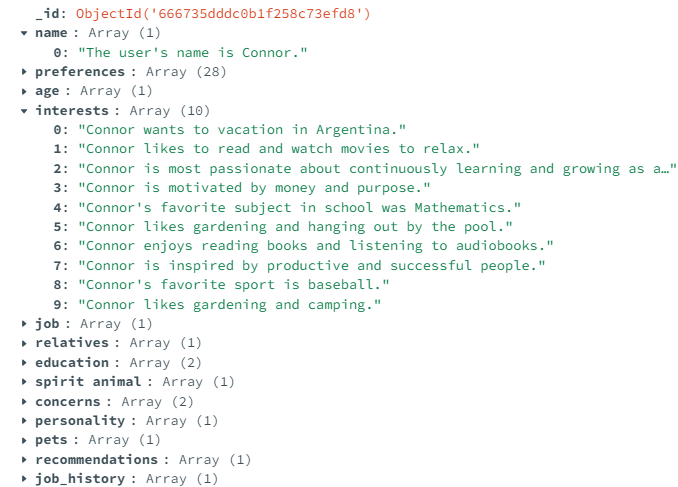 _id: ObjectId('666735dddc0b1f258c73efd8')
name : Array (1)
0: "The user's name is Connor."
preferences : Array (28)
age : Array (1)
interests : Array (10)
0: "Connor wants to vacation in Argentina."
1: "Connor likes to read and watch movies to relax."
2: "Connor is most passionate about continuously learning and growing as a…"
3: "Connor is motivated by money and purpose."
4: "Connor's favorite subject in school was Mathematics."
5: "Connor likes gardening and hanging out by the pool."
6: "Connor enjoys reading books and listening to audiobooks."
7: "Connor is inspired by productive and successful people."
8: "Connor's favorite sport is baseball."
9: "Connor likes gardening and camping."
job : Array (1)
relatives : Array (1)
education : Array (2)
spirit animal : Array (1)
concerns : Array (2)
personality : Array (1)
pets : Array (1)
recommendations : Array (1)
job_history : Array (1)